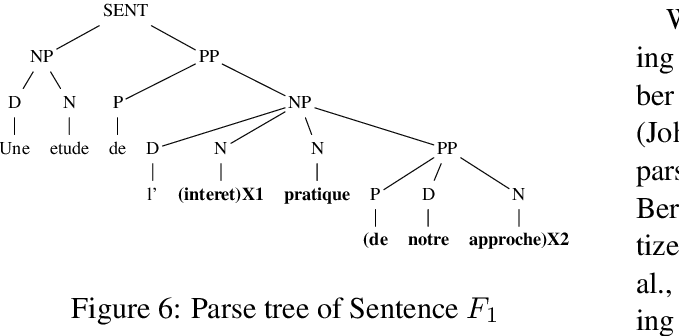 SENT
NP PP
D N P NP
Une etude de D N N PP
l' (interet)X1 pratique P D N
(de notre approche)X2
Figure 6: Parse tree of Sentence F1
ing
ber
(Joh
pars
Ber
tize
al.,
ing